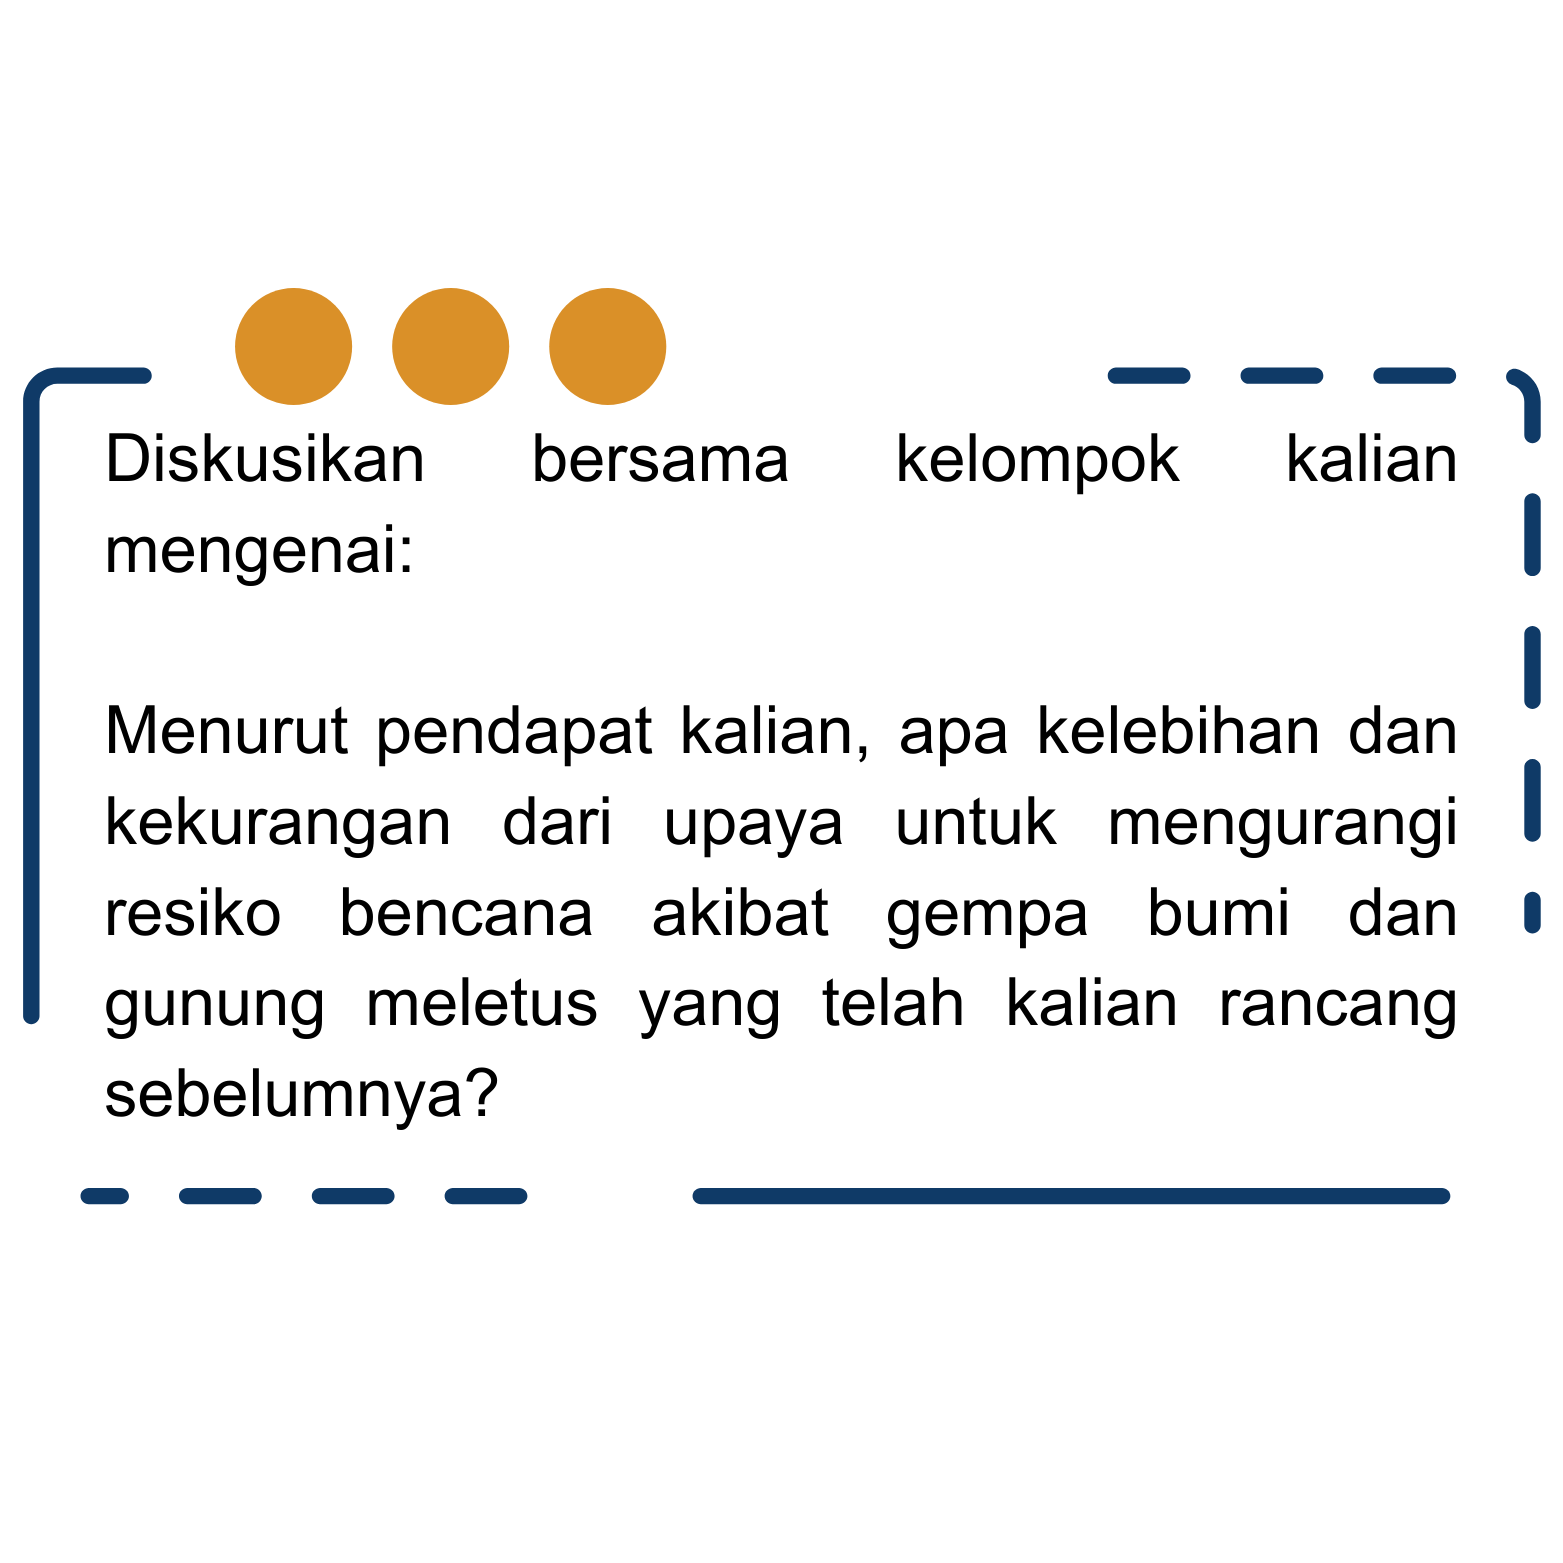 Diskusikan bersama kelompok kalian
mengenai:
Menurut pendapat kalian, apa kelebihan dan
kekurangan dari upaya untuk mengurangi
resiko bencana akibat gempa bumi dan
gunung meletus yang telah kalian rancang
sebelumnya?